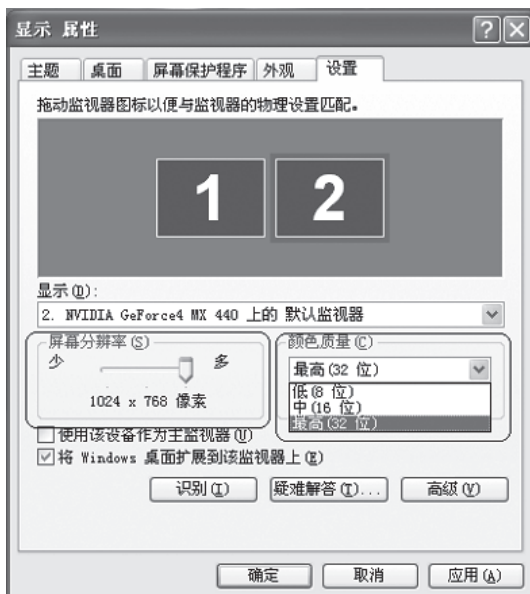 显示 属性
主题 桌面 屏幕保护程序 外观 设置
拖动监视器图标以便与监视器的物理设置匹配。
1 2
显示(D):
2. NVIDIA GeForce4 MX 440 上的 默认监视器
屏幕分辨率(S)
少 多
1024 x 768 像素
颜色质量(C)
最高(32 位)
低(8 位)
中(16 位)
最高(32 位)
使用该设备作为主监视器(U)
将 Windows 桌面扩展到该监视器上(E)
识别(I) 疑难解答(T)... 高级(V)
确定 取消 应用(A)